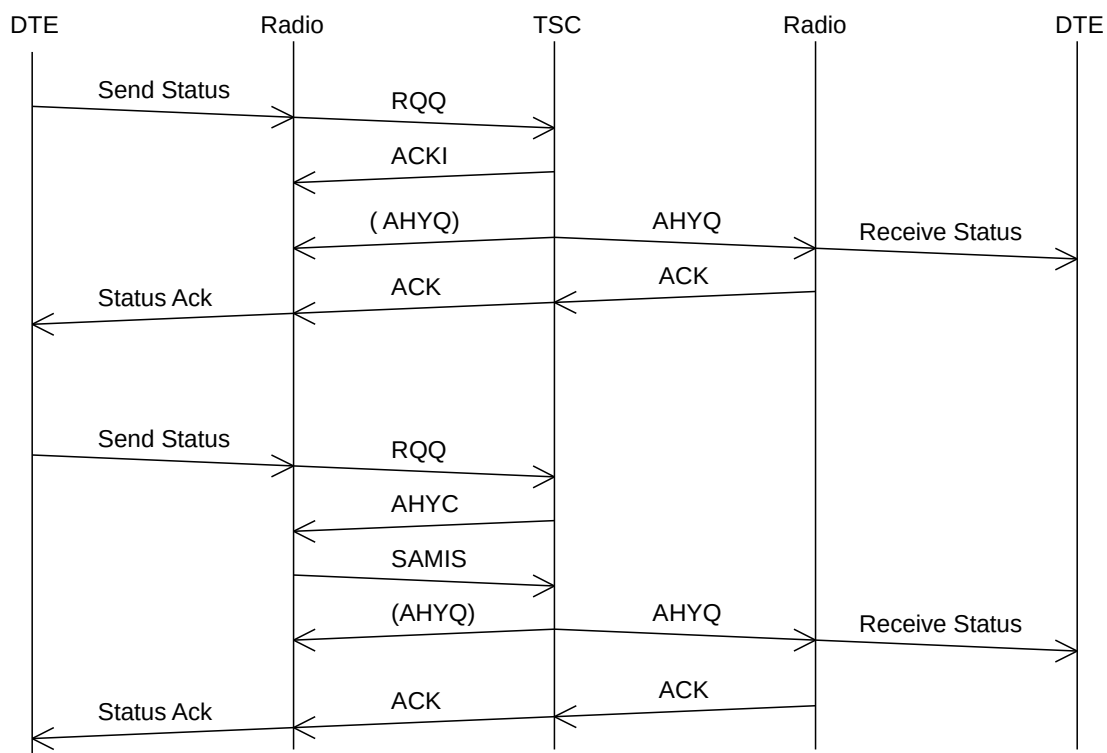 DTE Radio TSC Radio DTE
Send Status RQQ
ACKI
( AHYQ) AHYQ Receive Status
Status Ack ACK ACK
Send Status RQQ
AHYC
SAMIS
(AHYQ) AHYQ Receive Status
Status Ack ACK ACK